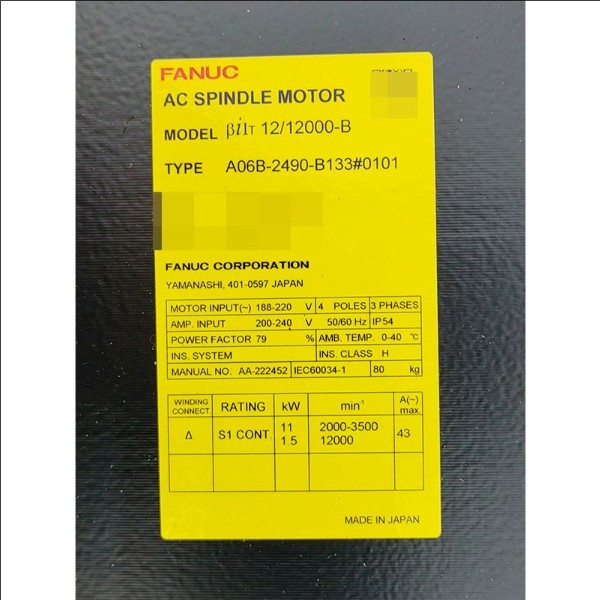 FANUC
AC SPINDLE MOTOR
MODEL βiIT 12/12000-B
TYPE A06B-2490-B133#0101
FANUC CORPORATION
YAMANASHI, 401-0597 JAPAN
MOTOR INPUT(~) 188-220 V 4 POLES 3 PHASES
AMP. INPUT 200-240 V 50/60 Hz IP54
POWER FACTOR 79 % AMB. TEMP. 0-40 ℃
INS. SYSTEM INS. CLASS H
MANUAL NO. AA-222452 IEC60034-1 80 kg
WINDING CONNECT. RATING kW min⁻¹ A(~) max.
Δ S1 CONT. 11 2000-3500 43
1.5 12000
MADE IN JAPAN